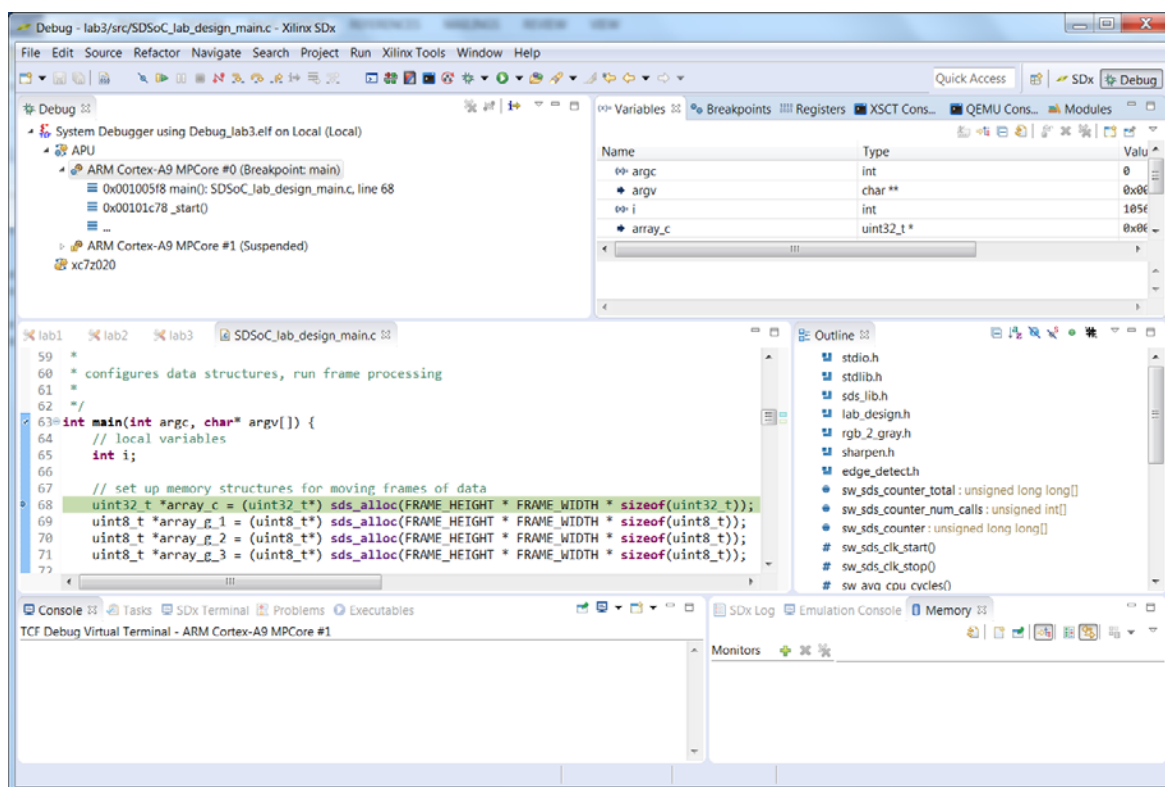 Debug - lab3/src/SDSoC_lab_design_main.c - Xilinx SDx
File Edit Source Refactor Navigate Search Project Run Xilinx Tools Window Help
Quick Access SDx Debug
Debug
System Debugger using Debug_lab3.elf on Local (Local)
APU
ARM Cortex-A9 MPCore #0 (Breakpoint: main)
0x001005f8 main(): SDSoC_lab_design_main.c, line 68
0x00101c78 _start()
...
ARM Cortex-A9 MPCore #1 (Suspended)
xc7z020
Variables Breakpoints Registers XSCT Cons... QEMU Cons... Modules
Name Type Valu
argc int 0
argv char ** 0x00
i int 1056
array_c uint32_t * 0x06
lab1 lab2 lab3 SDSoC_lab_design_main.c
59 *
60 * configures data structures, run frame processing
61 *
62 */
63 int main(int argc, char* argv[]) {
64 // local variables
65 int i;
66
67 // set up memory structures for moving frames of data
68 uint32_t *array_c = (uint32_t*) sds_alloc(FRAME_HEIGHT * FRAME_WIDTH * sizeof(uint32_t));
69 uint8_t *array_g_1 = (uint8_t*) sds_alloc(FRAME_HEIGHT * FRAME_WIDTH * sizeof(uint8_t));
70 uint8_t *array_g_2 = (uint8_t*) sds_alloc(FRAME_HEIGHT * FRAME_WIDTH * sizeof(uint8_t));
71 uint8_t *array_g_3 = (uint8_t*) sds_alloc(FRAME_HEIGHT * FRAME_WIDTH * sizeof(uint8_t));
72
Outline
stdio.h
stdlib.h
sds_lib.h
lab_design.h
rgb_2_gray.h
sharpen.h
edge_detect.h
sw_sds_counter_total : unsigned long long[]
sw_sds_counter_num_calls : unsigned int[]
sw_sds_counter : unsigned long long[]
sw_sds_clk_start()
sw_sds_clk_stop()
sw_avg_cpu_cycles()
Console Tasks SDx Terminal Problems Executables
TCF Debug Virtual Terminal - ARM Cortex-A9 MPCore #1
SDx Log Emulation Console Memory
Monitors